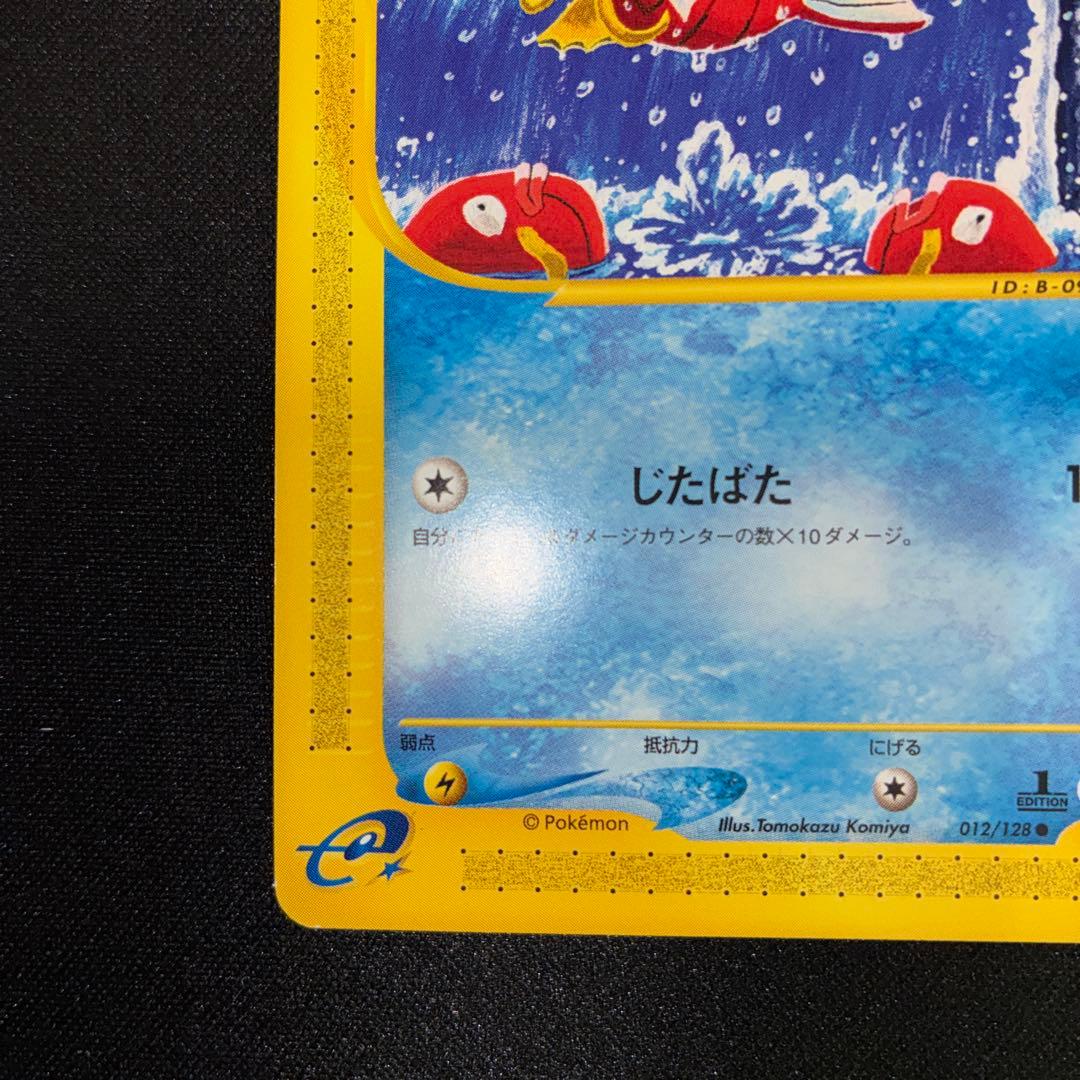 ID: B-09
じたばた 1
自分 ダメージカウンターの数×10ダメージ。
弱点 抵抗力 にげる
1 EDITION
© Pokémon Illus.Tomokazu Komiya 012/128●